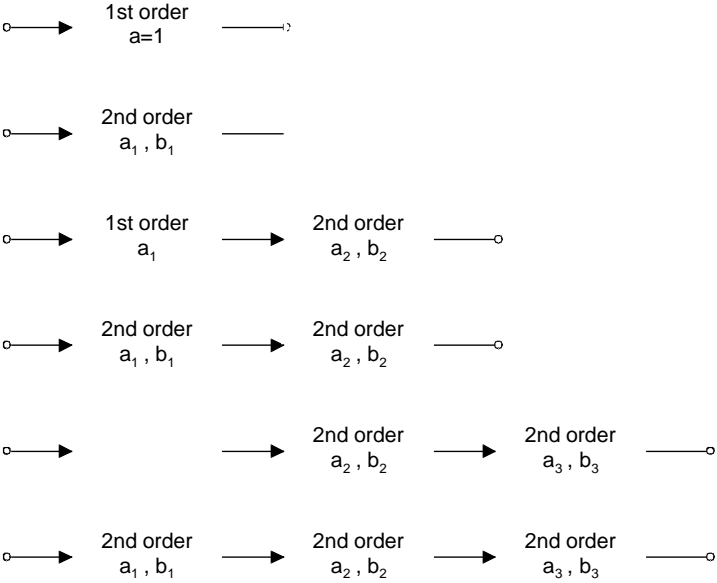 1st order
a=1
2nd order
a₁ , b₁
1st order
a₁
2nd order
a₂ , b₂
2nd order
a₁ , b₁
2nd order
a₂ , b₂
2nd order
a₂ , b₂
2nd order
a₃ , b₃
2nd order
a₁ , b₁
2nd order
a₂ , b₂
2nd order
a₃ , b₃